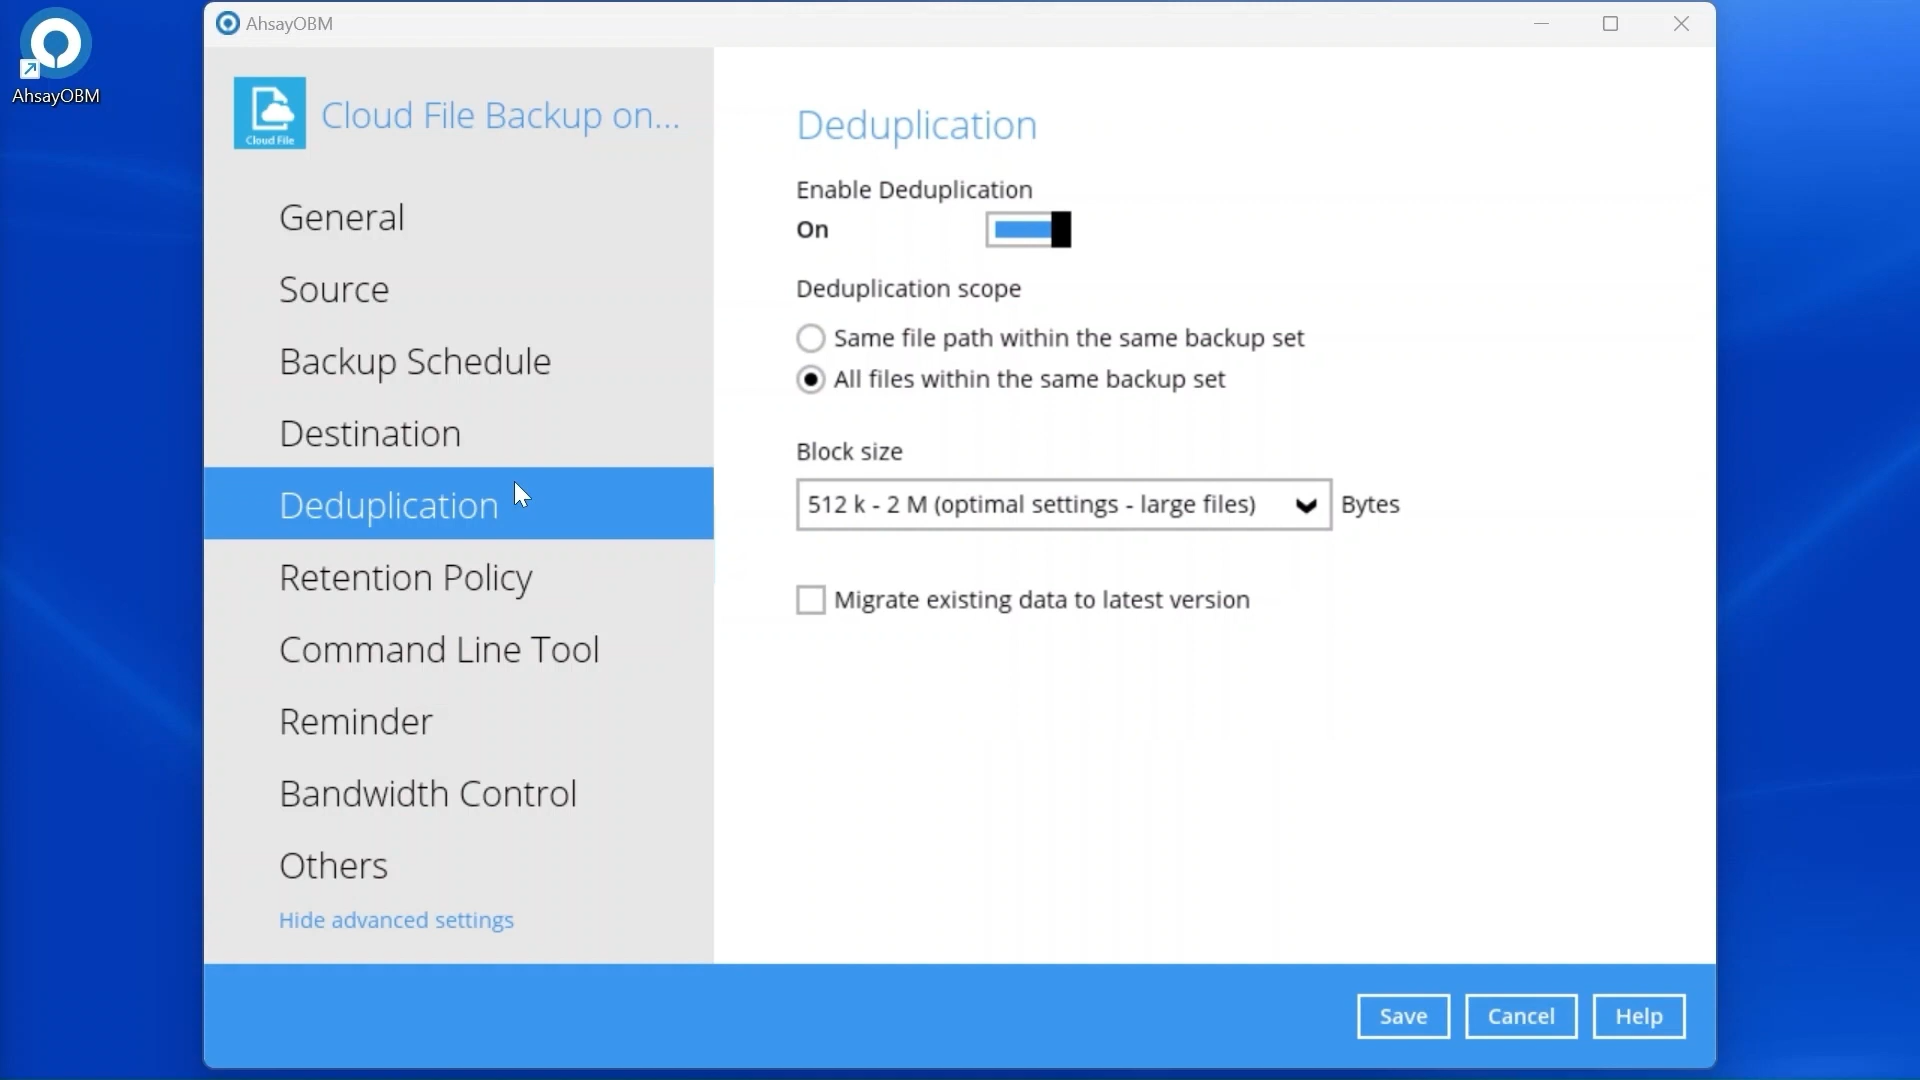 AhsayOBM
AhsayOBM
Cloud File
Cloud File Backup on...
General
Source
Backup Schedule
Destination
Deduplication
Retention Policy
Command Line Tool
Reminder
Bandwidth Control
Others
Hide advanced settings
Deduplication
Enable Deduplication
On
Deduplication scope
Same file path within the same backup set
All files within the same backup set
Block size
512 k - 2 M (optimal settings - large files) Bytes
Migrate existing data to latest version
Save Cancel Help